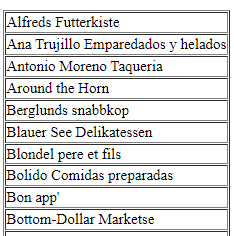 Alfreds Futterkiste
Ana Trujillo Emparedados y helados
Antonio Moreno Taqueria
Around the Horn
Berglunds snabbkop
Blauer See Delikatessen
Blondel pere et fils
Bolido Comidas preparadas
Bon app'
Bottom-Dollar Marketse